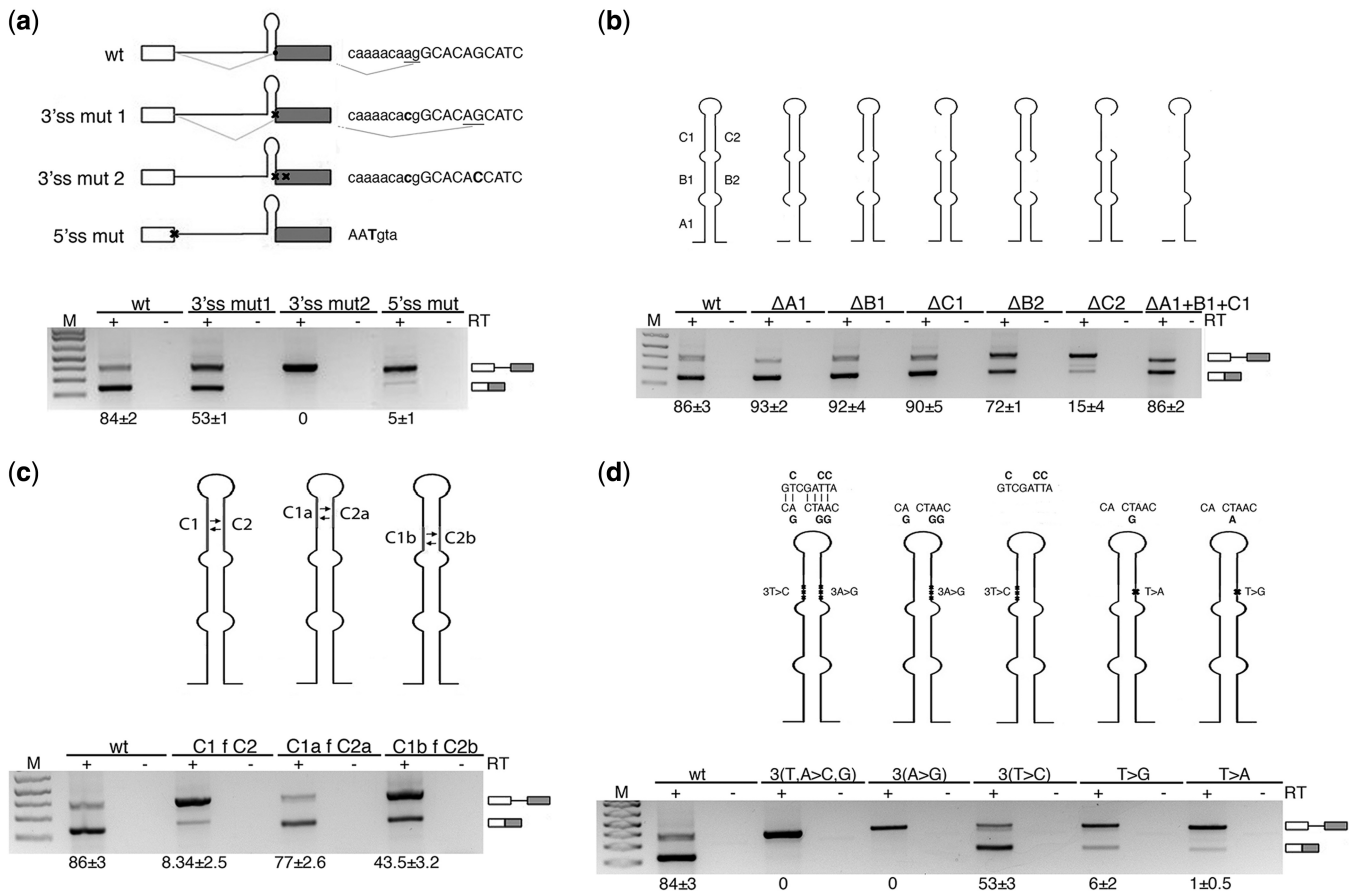 (a)
wt caaaacaagGCACAGCATC
3'ss mut 1 caaaacacgGCACAGCATC
3'ss mut 2 caaaacacgGCACACCATC
5'ss mut AATgta
wt 3'ss mut1 3'ss mut2 5'ss mut
M + - + - + - + - RT
84±2 53±1 0 5±1
(b)
C1 C2
B1 B2
A1
wt ΔA1 ΔB1 ΔC1 ΔB2 ΔC2 ΔA1+B1+C1
M + - + - + - + - + - + - + - RT
86±3 93±2 92±4 90±5 72±1 15±4 86±2
(c)
C1 C2 C1a C2a C1b C2b
wt C1 f C2 C1a f C2a C1b f C2b
M + - + - + - + - RT
86±3 8.34±2.5 77±2.6 43.5±3.2
(d)
C CC C CC
GTCGATTA GTCGATTA
CA CTAAC CA CTAAC CA CTAAC CA CTAAC
G GG G GG G A
3T>C 3A>G 3A>G 3T>C T>A T>G
wt 3(T,A>C,G) 3(A>G) 3(T>C) T>G T>A
M + - + - + - + - + - + - RT
84±3 0 0 53±3 6±2 1±0.5